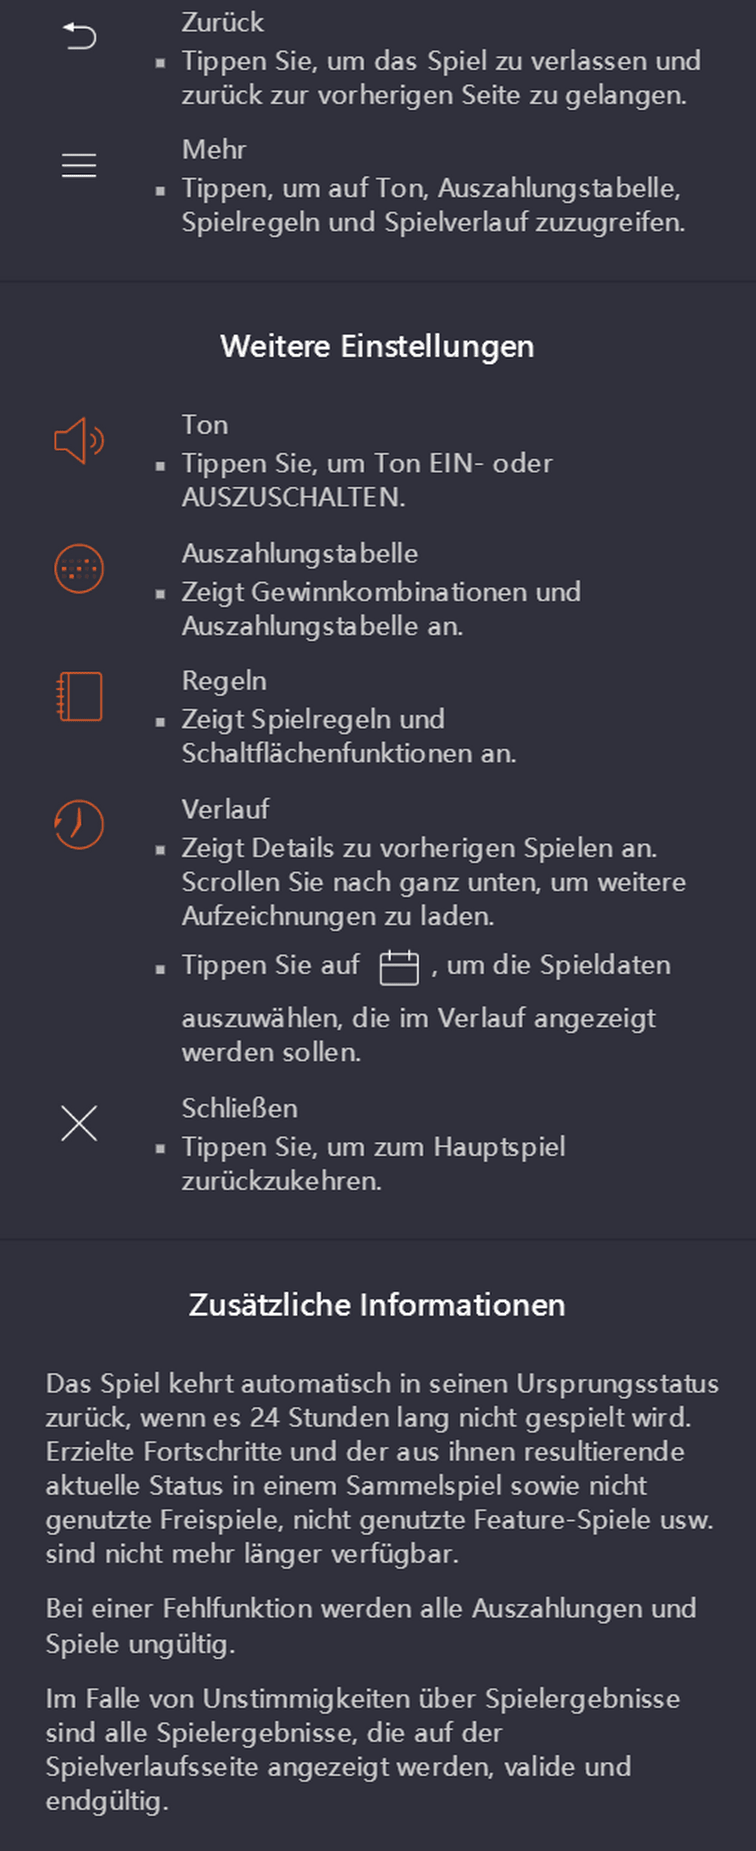 Zurück
▪ Tippen Sie, um das Spiel zu verlassen und
zurück zur vorherigen Seite zu gelangen.
Mehr
▪ Tippen, um auf Ton, Auszahlungstabelle,
Spielregeln und Spielverlauf zuzugreifen.
Weitere Einstellungen
Ton
▪ Tippen Sie, um Ton EIN- oder
AUSZUSCHALTEN.
Auszahlungstabelle
▪ Zeigt Gewinnkombinationen und
Auszahlungstabelle an.
Regeln
▪ Zeigt Spielregeln und
Schaltflächenfunktionen an.
Verlauf
▪ Zeigt Details zu vorherigen Spielen an.
Scrollen Sie nach ganz unten, um weitere
Aufzeichnungen zu laden.
▪ Tippen Sie auf , um die Spieldaten
auszuwählen, die im Verlauf angezeigt
werden sollen.
Schließen
▪ Tippen Sie, um zum Hauptspiel
zurückzukehren.
Zusätzliche Informationen
Das Spiel kehrt automatisch in seinen Ursprungsstatus
zurück, wenn es 24 Stunden lang nicht gespielt wird.
Erzielte Fortschritte und der aus ihnen resultierende
aktuelle Status in einem Sammelspiel sowie nicht
genutzte Freispiele, nicht genutzte Feature-Spiele usw.
sind nicht mehr länger verfügbar.
Bei einer Fehlfunktion werden alle Auszahlungen und
Spiele ungültig.
Im Falle von Unstimmigkeiten über Spielergebnisse
sind alle Spielergebnisse, die auf der
Spielverlaufsseite angezeigt werden, valide und
endgültig.